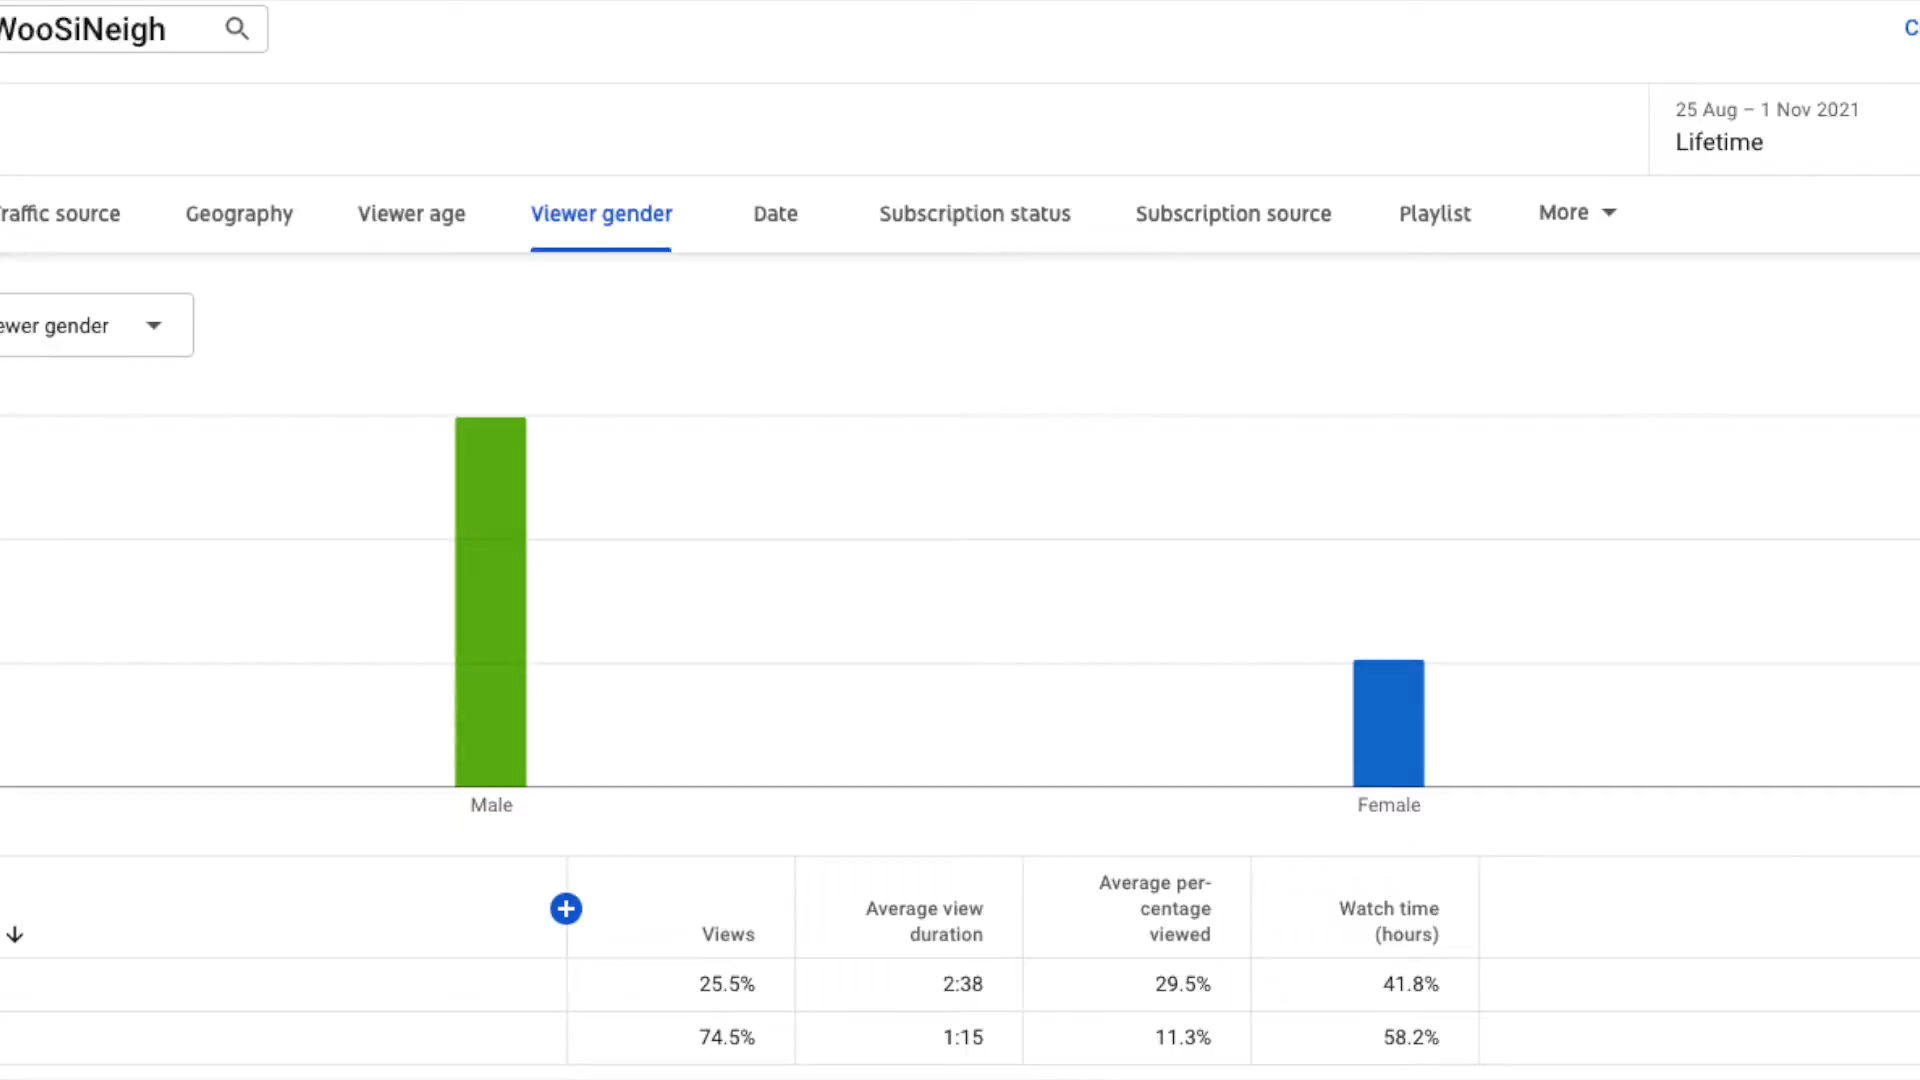 WooSiNeigh
C
25 Aug – 1 Nov 2021
Lifetime
raffic source Geography Viewer age Viewer gender Date Subscription status Subscription source Playlist More
ewer gender
Male Female
Average per-
Average view centage Watch time
Views duration viewed (hours)
25.5% 2:38 29.5% 41.8%
74.5% 1:15 11.3% 58.2%